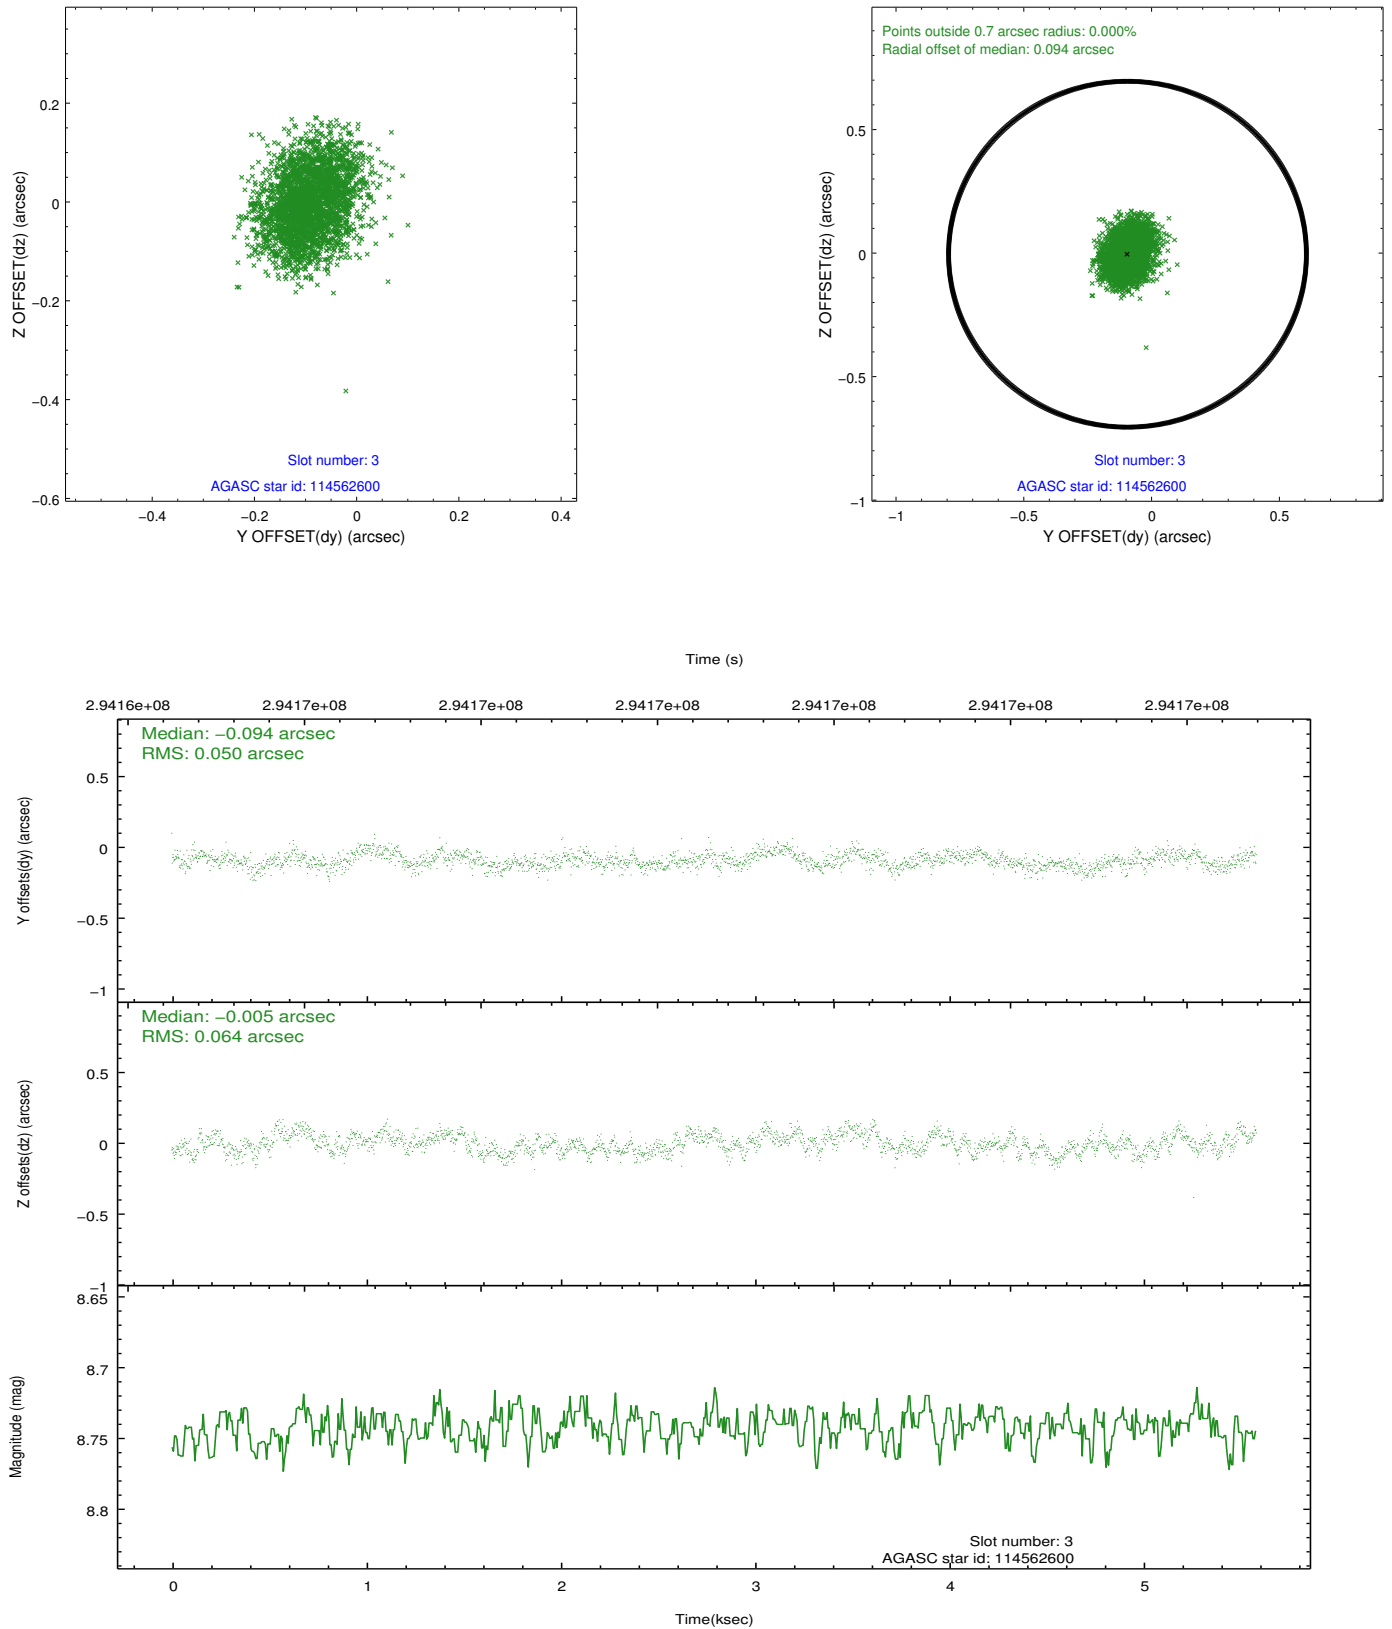 0.2
0
−0.2
−0.4
−0.6
Z OFFSET(dz) (arcsec)
Slot number: 3
AGASC star id: 114562600
−0.4
−0.2
0
0.2
0.4
Y OFFSET(dy) (arcsec)
Points outside 0.7 arcsec radius: 0.000%
Radial offset of median: 0.094 arcsec
0.5
0
−0.5
−1
Z OFFSET(dz) (arcsec)
Slot number: 3
AGASC star id: 114562600
−1
−0.5
0
0.5
Y OFFSET(dy) (arcsec)
Time (s)
2.9416e+08
2.9417e+08
2.9417e+08
2.9417e+08
2.9417e+08
2.9417e+08
2.9417e+08
Median: −0.094 arcsec
RMS: 0.050 arcsec
0.5
0
−0.5
−1
Y offsets(dy) (arcsec)
Median: −0.005 arcsec
RMS: 0.064 arcsec
0.5
0
−0.5
−1
Z offsets(dz) (arcsec)
8.65
8.7
8.75
8.8
Magnitude (mag)
Slot number: 3
AGASC star id: 114562600
0
1
2
3
4
5
Time(ksec)